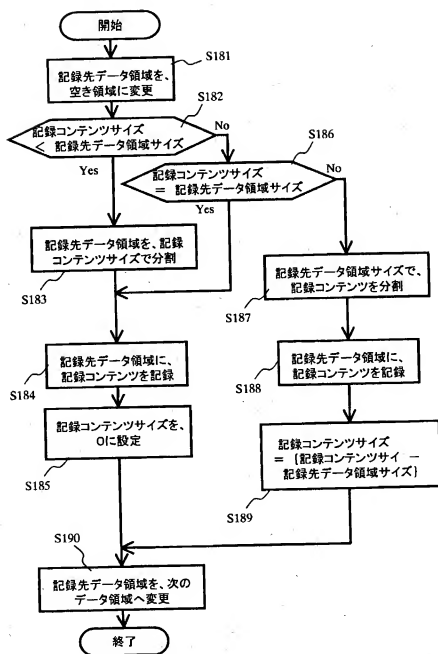 開始
S181
記録先データ領域を、
空き領域に変更
S182
記録コンテンツサイズ
< 記録先データ領域サイズ
No
Yes
S186
記録コンテンツサイズ
= 記録先データ領域サイズ
No
Yes
記録先データ領域を、記録
コンテンツサイズで分割
S183
記録先データ領域サイズで、
記録コンテンツを分割
S187
記録先データ領域に、
記録コンテンツを記録
S184
記録先データ領域に、
記録コンテンツを記録
S188
記録コンテンツサイズを、
0に設定
S185
記録コンテンツサイズ
= {記録コンテンツサイ −
記録先データ領域サイズ}
S189
S190
記録先データ領域を、次の
データ領域へ変更
終了